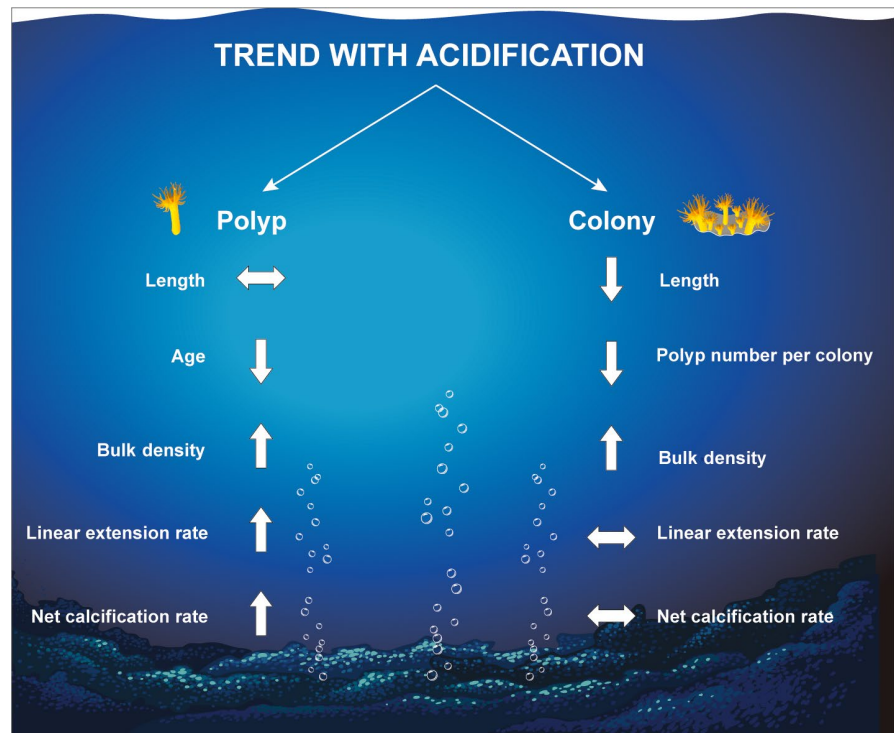 TREND WITH ACIDIFICATION
Polyp
Length
Age
Bulk density
Linear extension rate
Net calcification rate
Colony
Length
Polyp number per colony
Bulk density
Linear extension rate
Net calcification rate